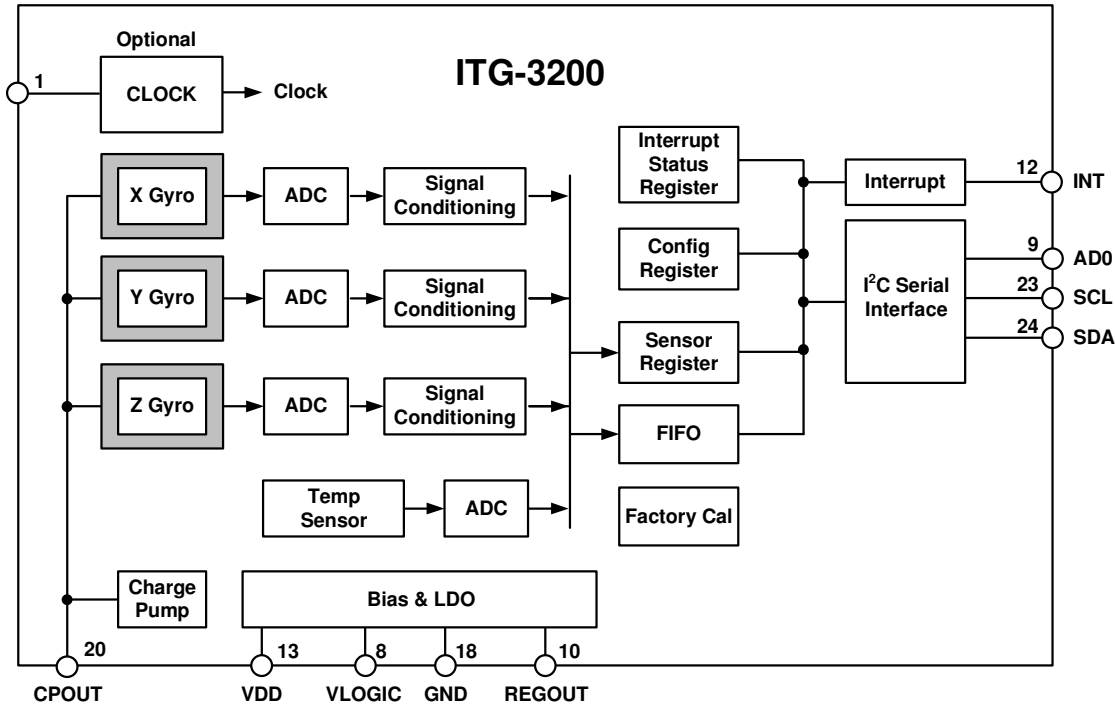 Optional
ITG-3200
1
CLOCK
Clock
X Gyro
ADC
Signal
Conditioning
Interrupt
Status
Register
Interrupt
12
INT
Y Gyro
ADC
Signal
Conditioning
Config
Register
I²C Serial
Interface
9
AD0
23
SCL
24
SDA
Sensor
Register
Z Gyro
ADC
Signal
Conditioning
FIFO
Temp
Sensor
ADC
Factory Cal
Charge
Pump
Bias & LDO
20
13
8
18
10
CPOUT
VDD
VLOGIC
GND
REGOUT